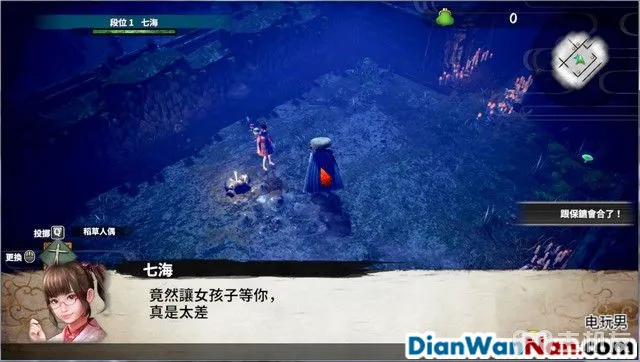 段位 1 七海
0
跟保鑣會合了！
投擲 Q 稻草人偶
更換
七海
竟然讓女孩子等你，
真是太差
电玩男
DianWanNan.com